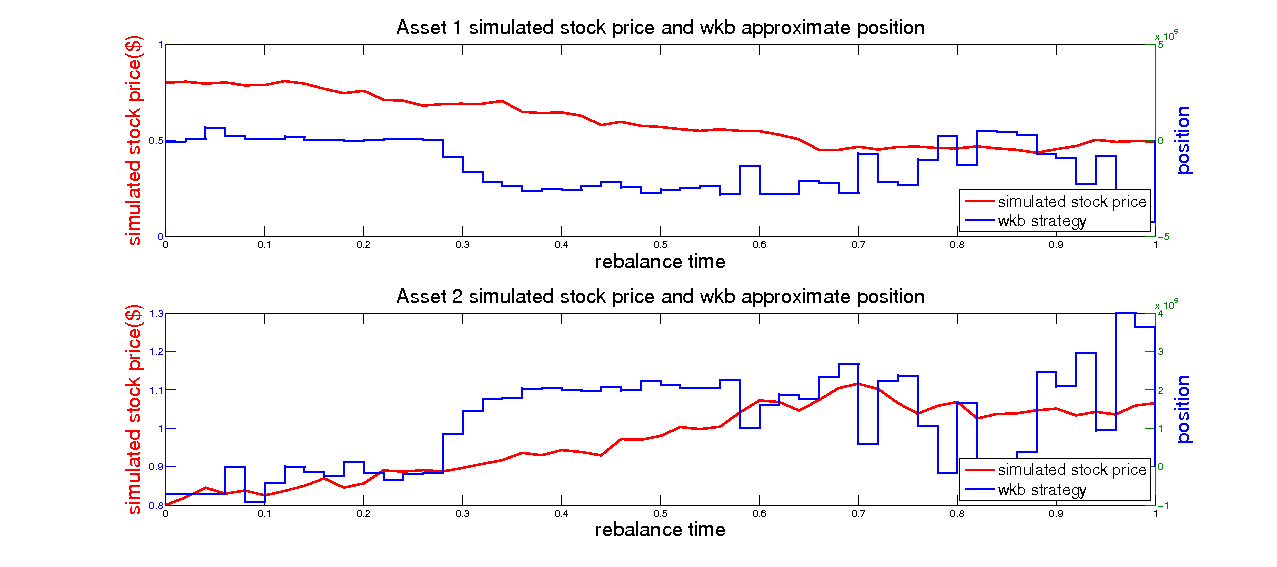 Asset 1 simulated stock price and wkb approximate position
x 10^5
simulated stock price($)
1
0.5
0
5
0
-5
position
simulated stock price
wkb strategy
0 0.1 0.2 0.3 0.4 0.5 0.6 0.7 0.8 0.9 1
rebalance time
Asset 2 simulated stock price and wkb approximate position
x 10^5
simulated stock price($)
1.3
1.2
1.1
1
0.9
0.8
4
3
2
1
0
-1
position
simulated stock price
wkb strategy
0 0.1 0.2 0.3 0.4 0.5 0.6 0.7 0.8 0.9 1
rebalance time